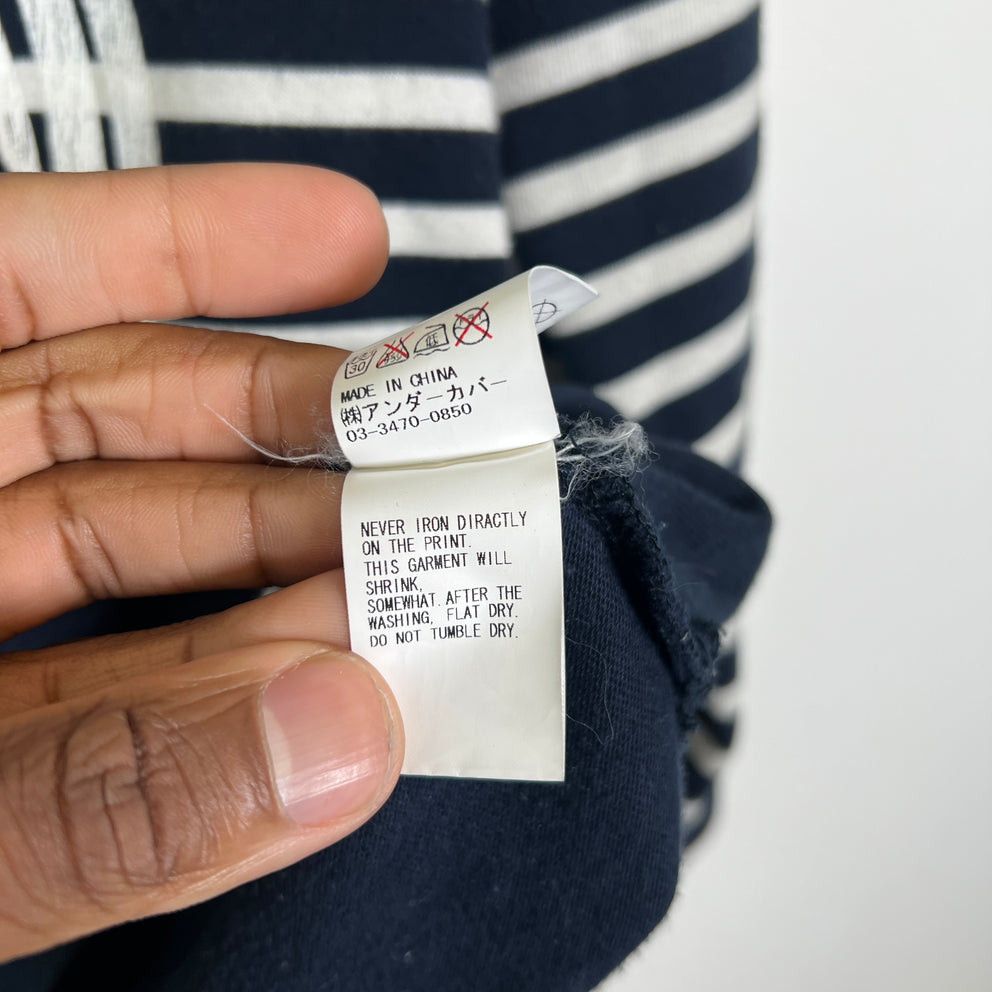 30
MADE IN CHINA
㈱アンダーカバー
03-3470-0850
NEVER IRON DIRACTLY
ON THE PRINT.
THIS GARMENT WILL
SHRINK,
SOMEWHAT. AFTER THE
WASHING, FLAT DRY.
DO NOT TUMBLE DRY.